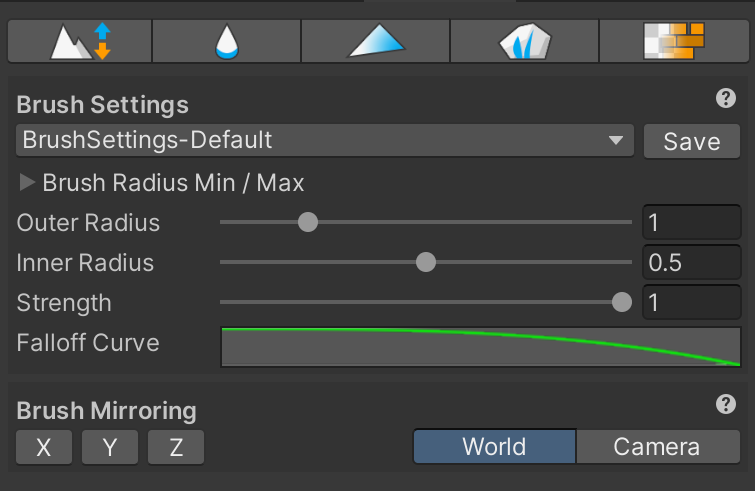 Brush Settings
?
BrushSettings-Default
Save
Brush Radius Min / Max
Outer Radius
1
Inner Radius
0.5
Strength
1
Falloff Curve
Brush Mirroring
?
X
Y
Z
World
Camera